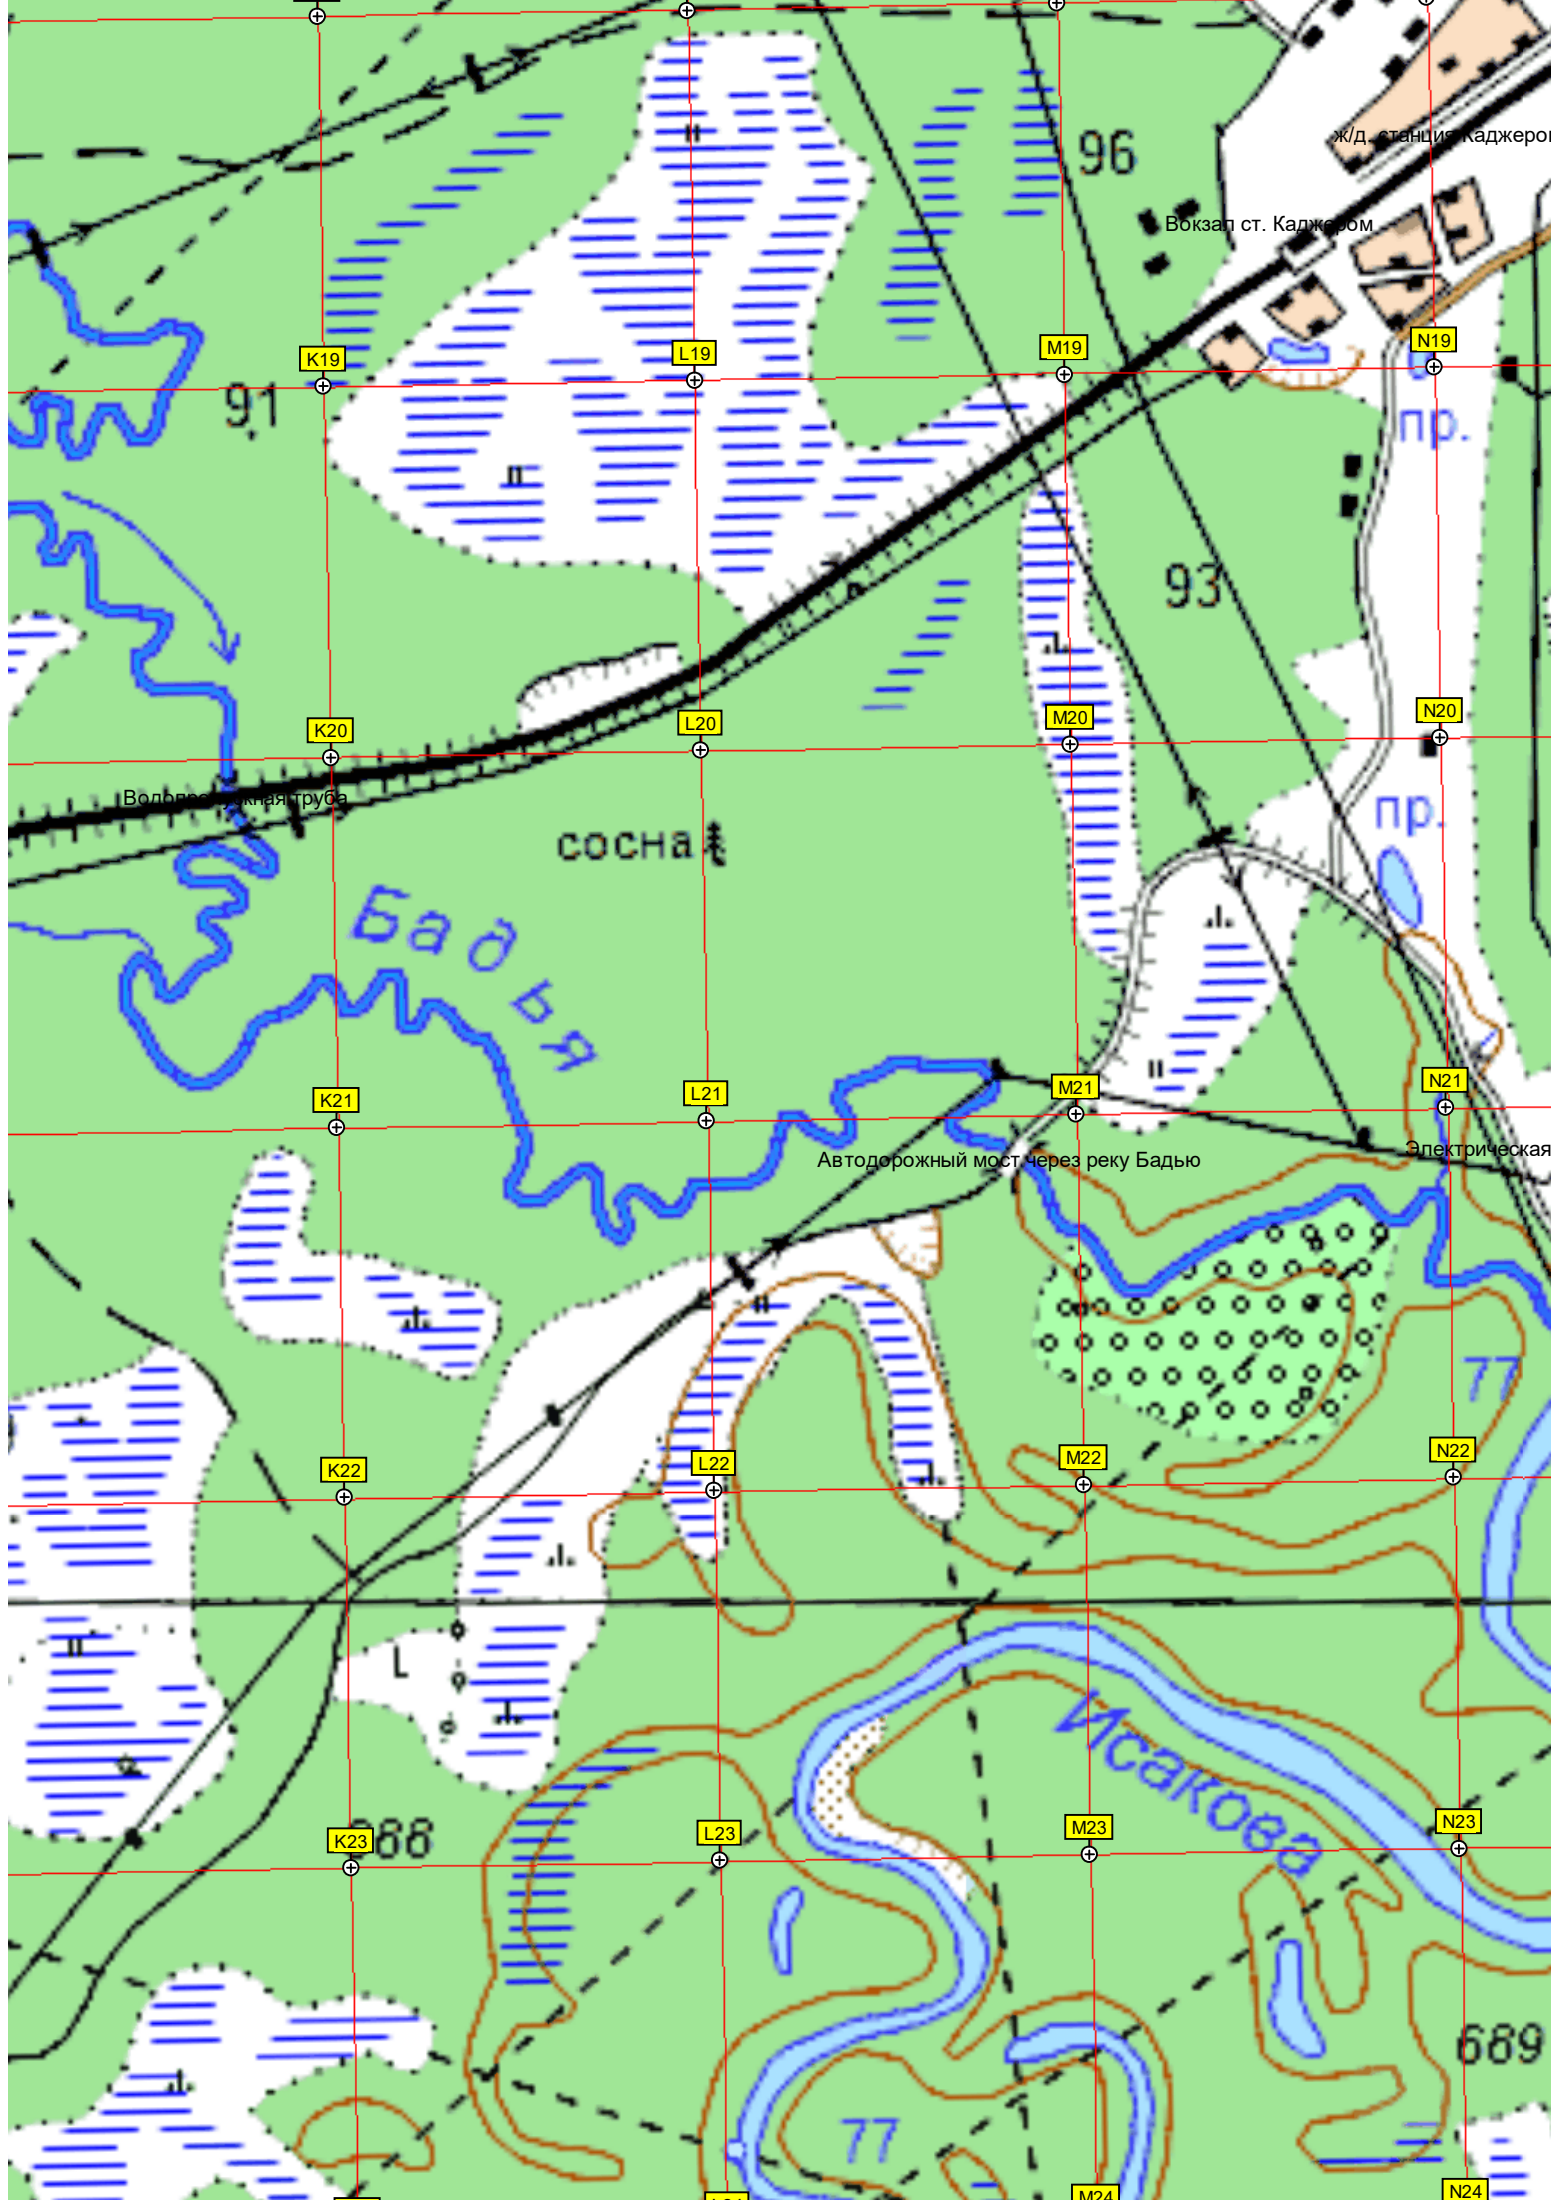 96
ж/д. станция Каджером
Вокзал ст. Каджером
K19
L19
M19
N19
91
пр.
93
K20
L20
M20
N20
Водопропускная труба
пр.
сосна
Бадья
K21
L21
M21
N21
Автодорожный мост через реку Бадью
Электрическая
77
K22
L22
M22
N22
L
Исакова
K23
L23
M23
N23
688
689
77
M24
N24